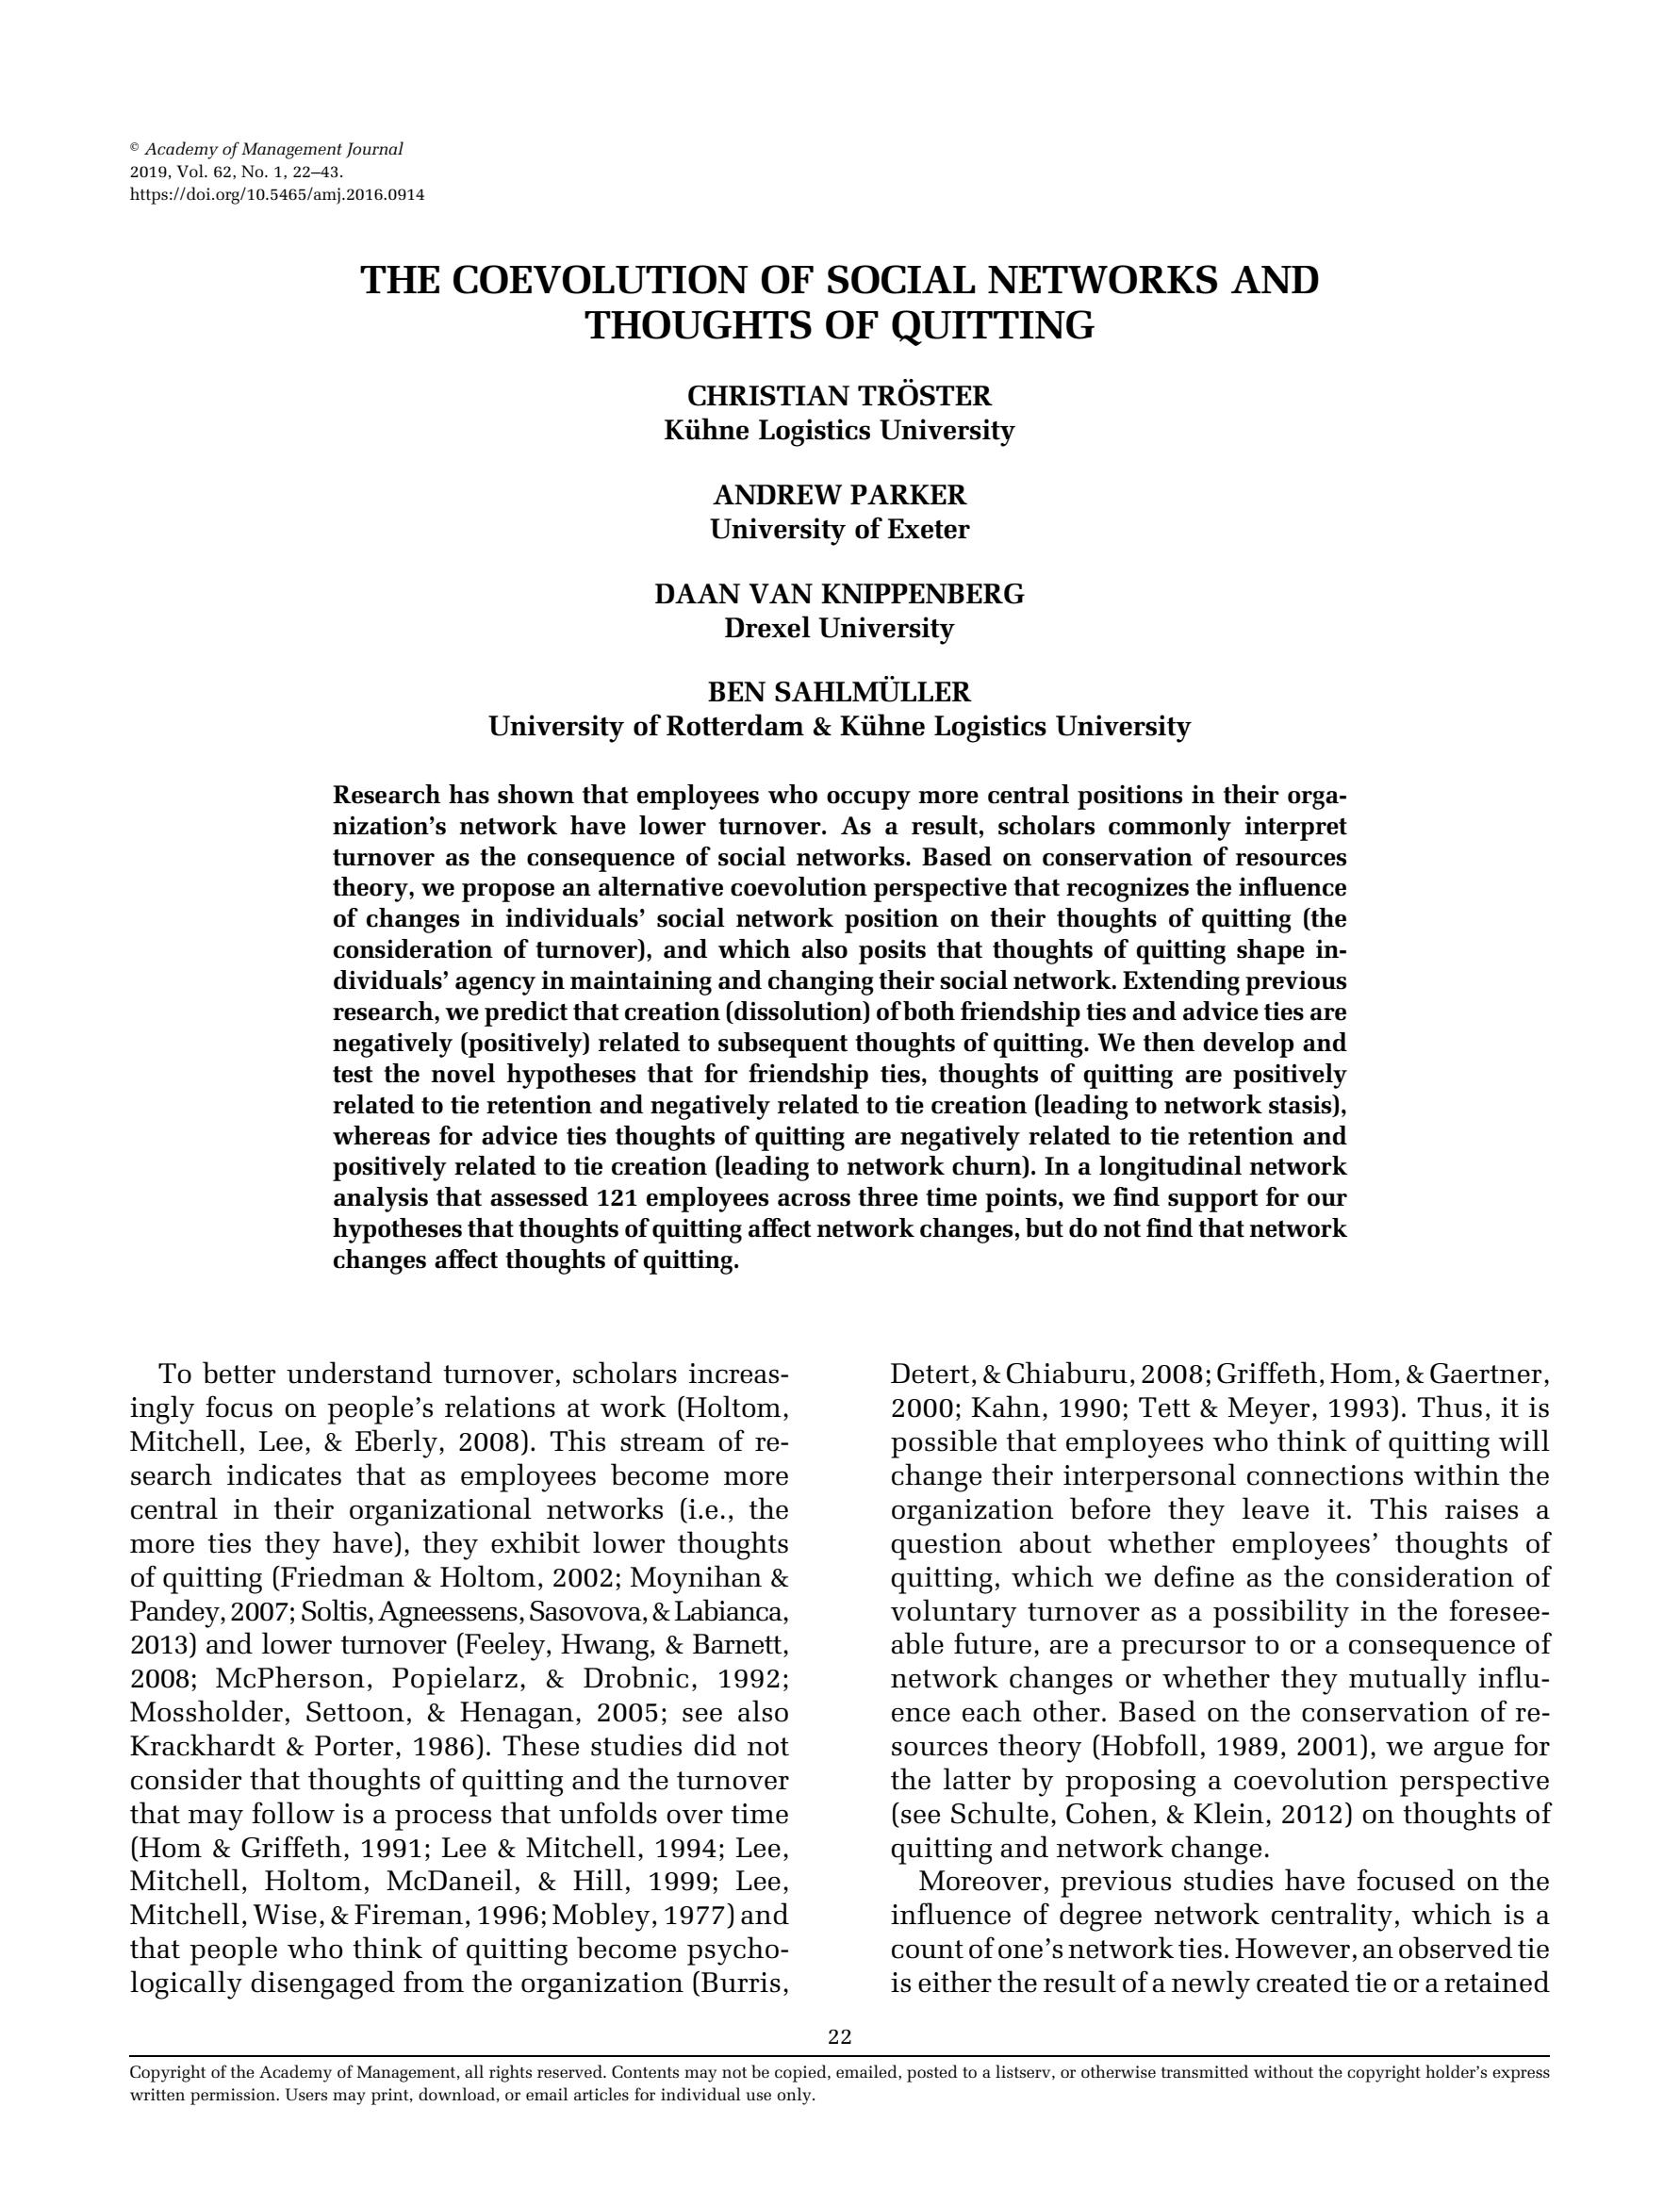 © Academy of Management Journal
2019, Vol. 62, No. 1, 22–43.
https://doi.org/10.5465/amj.2016.0914
THE COEVOLUTION OF SOCIAL NETWORKS AND
THOUGHTS OF QUITTING
CHRISTIAN TRÖSTER
Kühne Logistics University
ANDREW PARKER
University of Exeter
DAAN VAN KNIPPENBERG
Drexel University
BEN SAHLMÜLLER
University of Rotterdam & Kühne Logistics University
Research has shown that employees who occupy more central positions in their orga-
nization’s network have lower turnover. As a result, scholars commonly interpret
turnover as the consequence of social networks. Based on conservation of resources
theory, we propose an alternative coevolution perspective that recognizes the influence
of changes in individuals’ social network position on their thoughts of quitting (the
consideration of turnover), and which also posits that thoughts of quitting shape in-
dividuals’ agency in maintaining and changing their social network. Extending previous
research, we predict that creation (dissolution) of both friendship ties and advice ties are
negatively (positively) related to subsequent thoughts of quitting. We then develop and
test the novel hypotheses that for friendship ties, thoughts of quitting are positively
related to tie retention and negatively related to tie creation (leading to network stasis),
whereas for advice ties thoughts of quitting are negatively related to tie retention and
positively related to tie creation (leading to network churn). In a longitudinal network
analysis that assessed 121 employees across three time points, we find support for our
hypotheses that thoughts of quitting affect network changes, but do not find that network
changes affect thoughts of quitting.
To better understand turnover, scholars increas-
ingly focus on people’s relations at work (Holtom,
Mitchell, Lee, & Eberly, 2008). This stream of re-
search indicates that as employees become more
central in their organizational networks (i.e., the
more ties they have), they exhibit lower thoughts
of quitting (Friedman & Holtom, 2002; Moynihan &
Pandey, 2007; Soltis, Agneessens, Sasovova, & Labianca,
2013) and lower turnover (Feeley, Hwang, & Barnett,
2008; McPherson, Popielarz, & Drobnic, 1992;
Mossholder, Settoon, & Henagan, 2005; see also
Krackhardt & Porter, 1986). These studies did not
consider that thoughts of quitting and the turnover
that may follow is a process that unfolds over time
(Hom & Griffeth, 1991; Lee & Mitchell, 1994; Lee,
Mitchell, Holtom, McDaneil, & Hill, 1999; Lee,
Mitchell, Wise, & Fireman, 1996; Mobley, 1977) and
that people who think of quitting become psycho-
logically disengaged from the organization (Burris,
Detert, & Chiaburu, 2008; Griffeth, Hom, & Gaertner,
2000; Kahn, 1990; Tett & Meyer, 1993). Thus, it is
possible that employees who think of quitting will
change their interpersonal connections within the
organization before they leave it. This raises a
question about whether employees’ thoughts of
quitting, which we define as the consideration of
voluntary turnover as a possibility in the foresee-
able future, are a precursor to or a consequence of
network changes or whether they mutually influ-
ence each other. Based on the conservation of re-
sources theory (Hobfoll, 1989, 2001), we argue for
the latter by proposing a coevolution perspective
(see Schulte, Cohen, & Klein, 2012) on thoughts of
quitting and network change.
Moreover, previous studies have focused on the
influence of degree network centrality, which is a
count of one’s network ties. However, an observed tie
is either the result of a newly created tie or a retained
22
Copyright of the Academy of Management, all rights reserved. Contents may not be copied, emailed, posted to a listserv, or otherwise transmitted without the copyright holder’s express
written permission. Users may print, download, or email articles for individual use only.